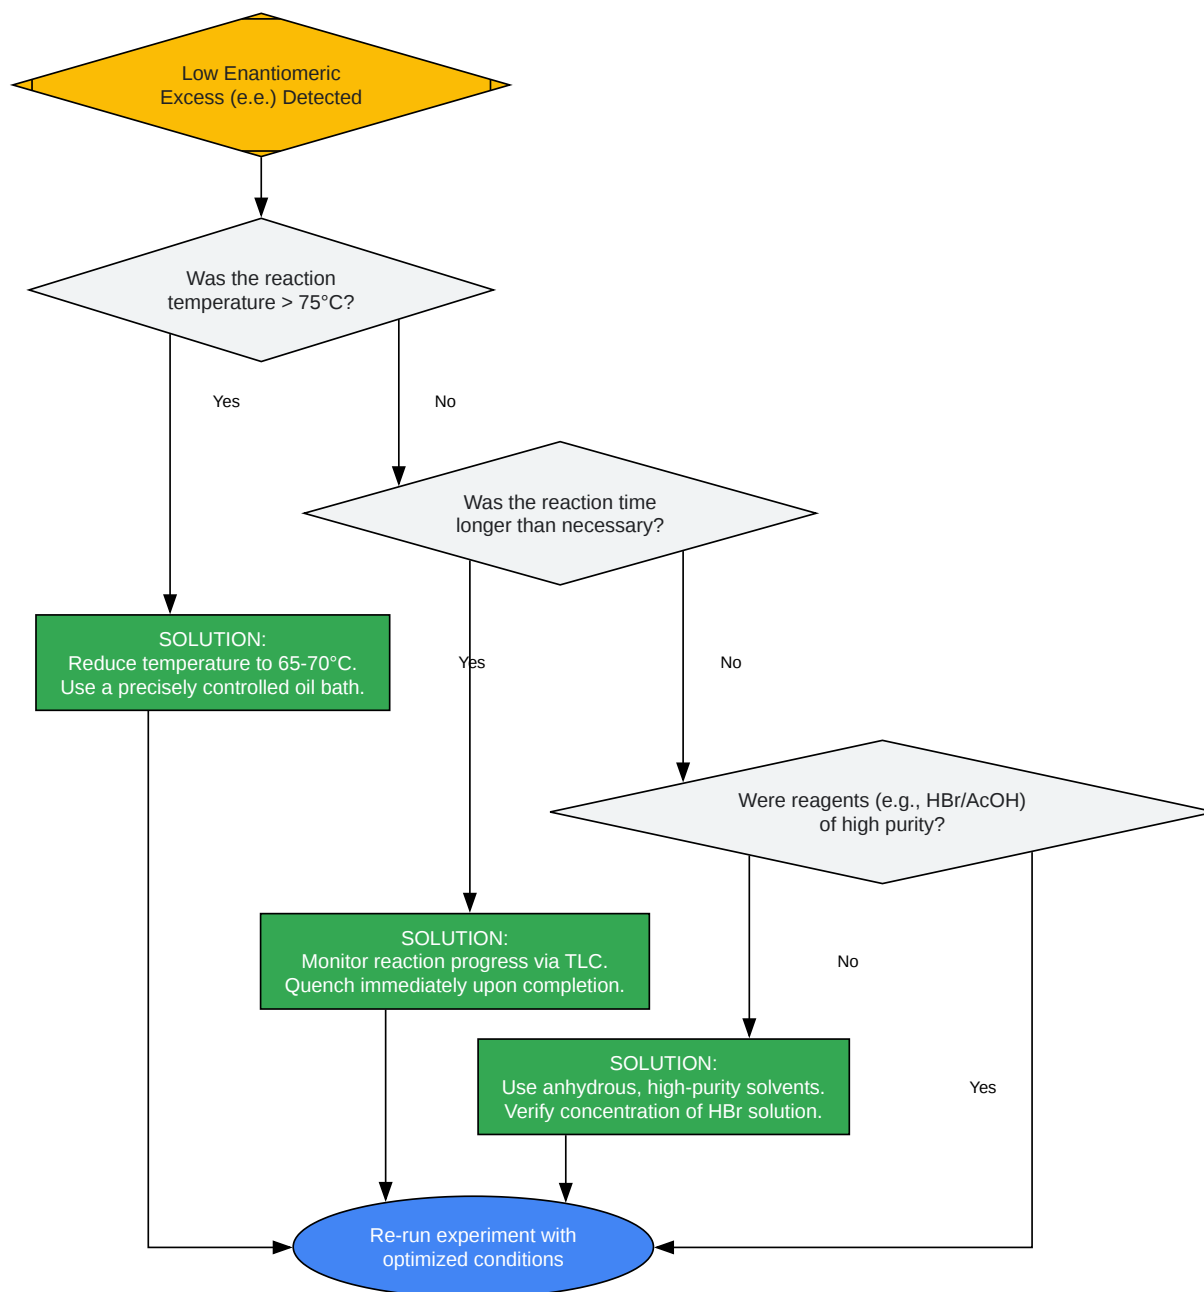 Low Enantiomeric
Excess (e.e.) Detected
Was the reaction
temperature > 75°C?
Yes
No
Was the reaction time
longer than necessary?
SOLUTION:
Reduce temperature to 65-70°C.
Use a precisely controlled oil bath.
Yes
No
Were reagents (e.g., HBr/AcOH)
of high purity?
SOLUTION:
Monitor reaction progress via TLC.
Quench immediately upon completion.
No
SOLUTION:
Use anhydrous, high-purity solvents.
Verify concentration of HBr solution.
Yes
Re-run experiment with
optimized conditions